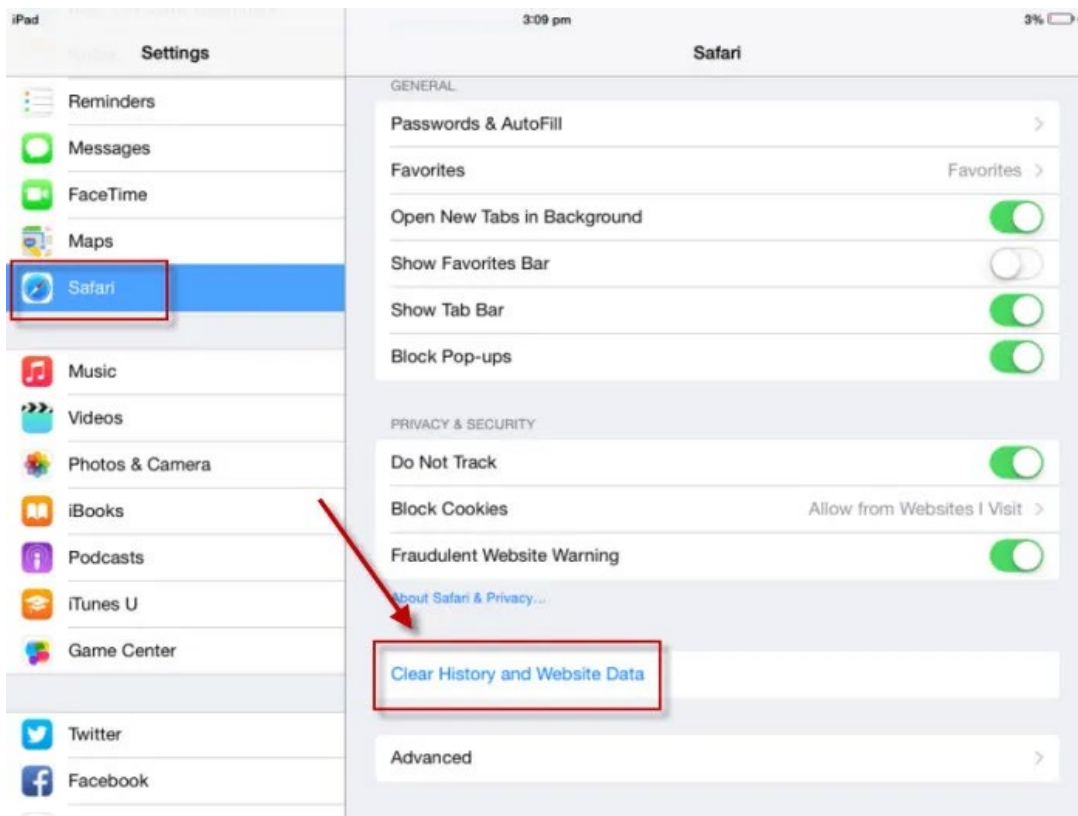 iPad
3:09 pm
3%
Settings
Safari
Reminders
Messages
FaceTime
Maps
Safari
Music
Videos
Photos & Camera
iBooks
Podcasts
iTunes U
Game Center
Twitter
Facebook
GENERAL
Passwords & AutoFill
Favorites Favorites
Open New Tabs in Background
Show Favorites Bar
Show Tab Bar
Block Pop-ups
PRIVACY & SECURITY
Do Not Track
Block Cookies Allow from Websites I Visit
Fraudulent Website Warning
About Safari & Privacy...
Clear History and Website Data
Advanced